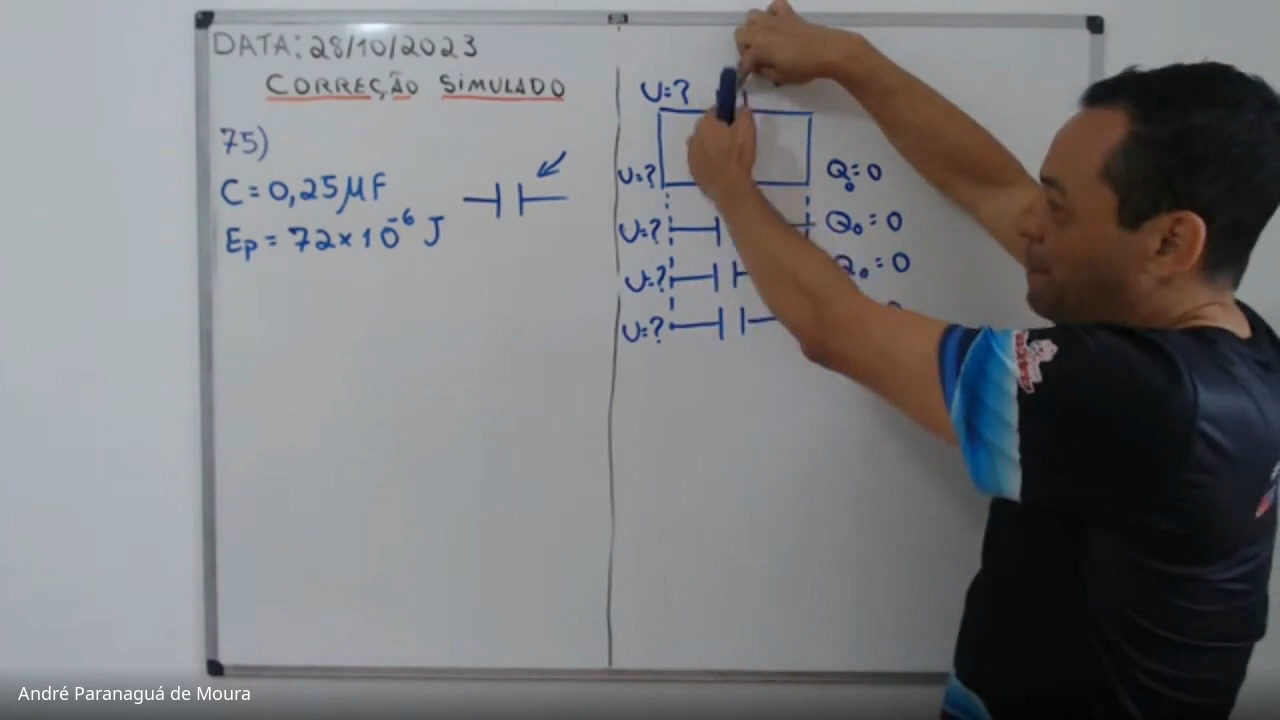 DATA: 28/10/2023
CORREÇÃO SIMULADO
75)
C = 0,25 μF
Ep = 72 × 10⁻⁶ J
U=?
U=? Q₀=0
U=? Q₀=0
U=? Q₀=0
U=?
André Paranaguá de Moura